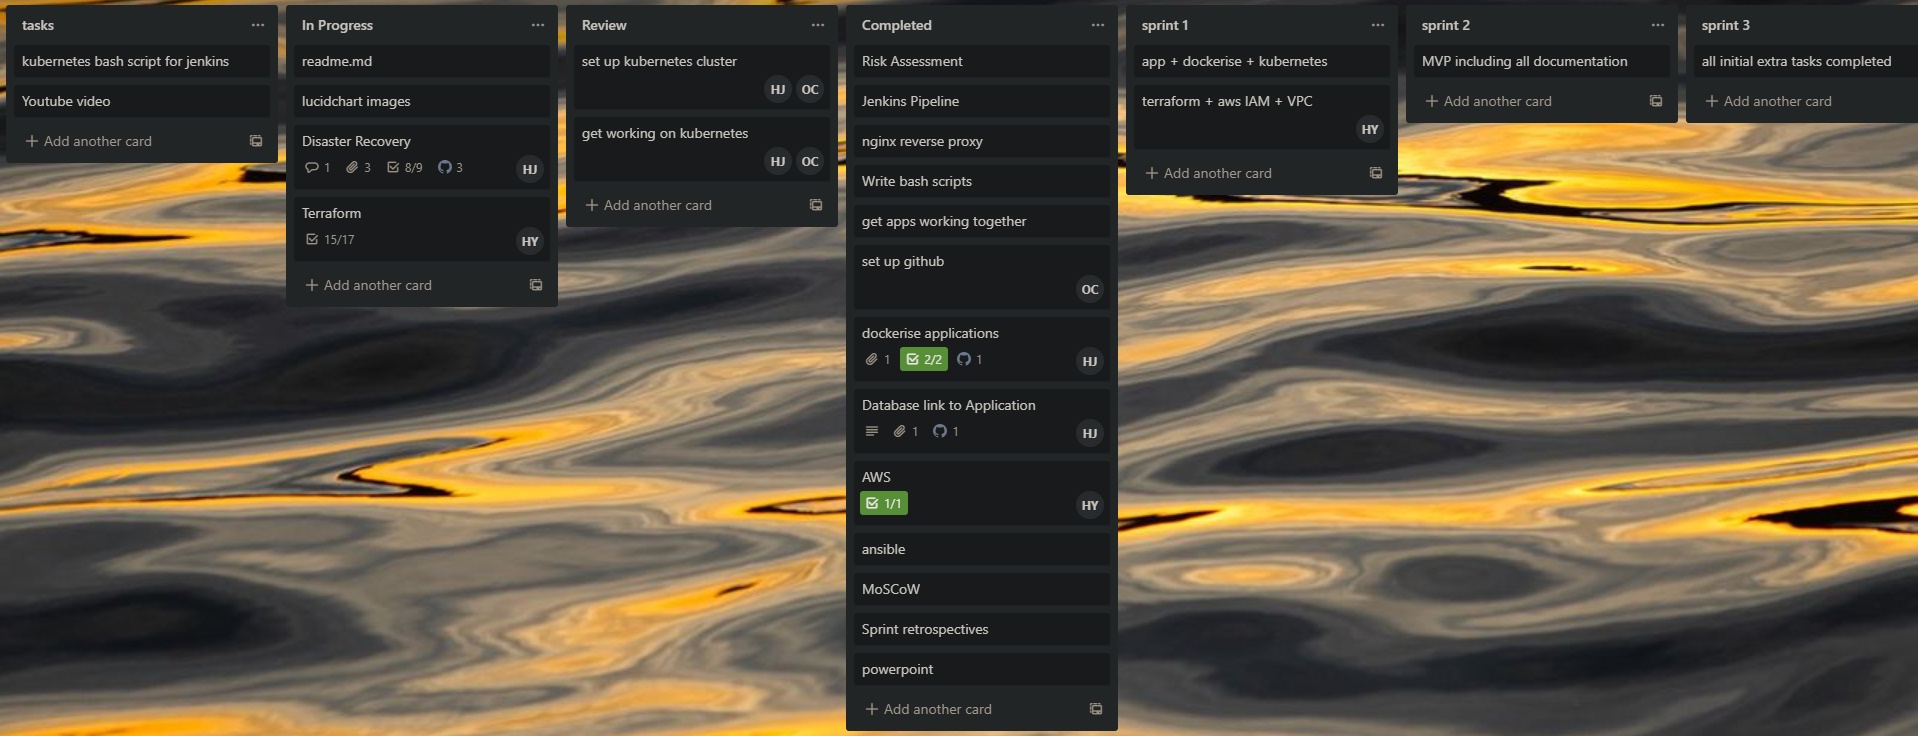 tasks
kubernetes bash script for jenkins
Youtube video
+ Add another card
In Progress
readme.md
lucidchart images
Disaster Recovery
1 3 8/9 3 HJ
Terraform
15/17 HY
+ Add another card
Review
set up kubernetes cluster
HJ OC
get working on kubernetes
HJ OC
+ Add another card
Completed
Risk Assessment
Jenkins Pipeline
nginx reverse proxy
Write bash scripts
get apps working together
set up github
OC
dockerise applications
1 2/2 1 HJ
Database link to Application
1 1 HJ
AWS
1/1 HY
ansible
MoSCoW
Sprint retrospectives
powerpoint
+ Add another card
sprint 1
app + dockerise + kubernetes
terraform + aws IAM + VPC
HY
+ Add another card
sprint 2
MVP including all documentation
+ Add another card
sprint 3
all initial extra tasks completed
+ Add another card